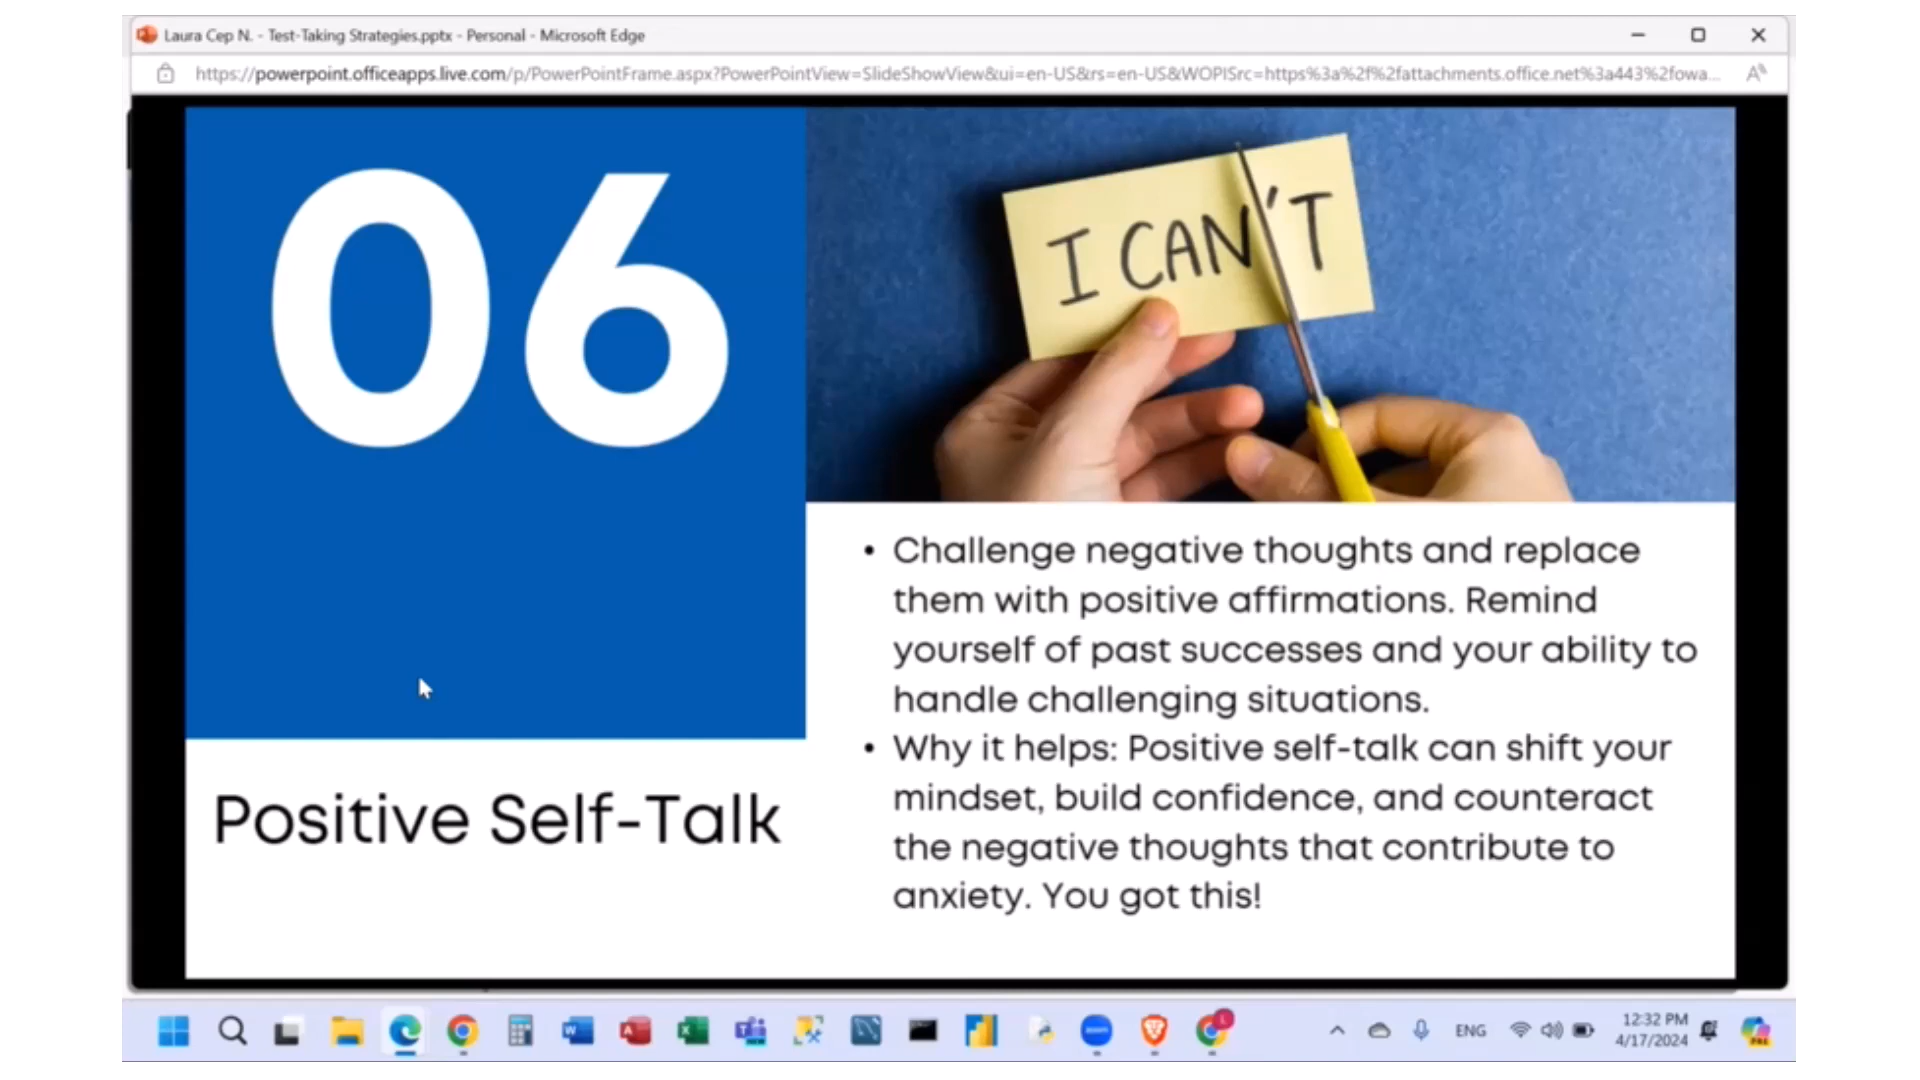 Laura Cep N. - Test-Taking Strategies.pptx - Personal - Microsoft Edge
https://powerpoint.officeapps.live.com/p/PowerPointFrame.aspx?PowerPointView=SlideShowView&ui=en-US&rs=en-US&WOPISrc=https%3a%2f%2fattachments.office.net%3a443%2fowa...
06
I CAN'T
Positive Self-Talk
• Challenge negative thoughts and replace
them with positive affirmations. Remind
yourself of past successes and your ability to
handle challenging situations.
• Why it helps: Positive self-talk can shift your
mindset, build confidence, and counteract
the negative thoughts that contribute to
anxiety. You got this!
ENG
12:32 PM
4/17/2024